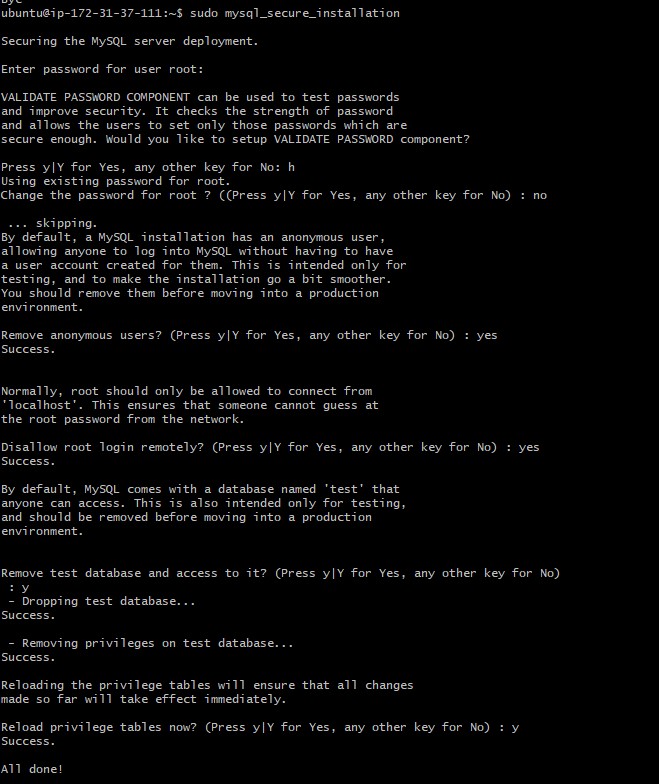 Bye
ubuntu@ip-172-31-37-111:~$ sudo mysql_secure_installation
Securing the MySQL server deployment.
Enter password for user root:
VALIDATE PASSWORD COMPONENT can be used to test passwords
and improve security. It checks the strength of password
and allows the users to set only those passwords which are
secure enough. Would you like to setup VALIDATE PASSWORD component?
Press y|Y for Yes, any other key for No: h
Using existing password for root.
Change the password for root ? ((Press y|Y for Yes, any other key for No) : no
... skipping.
By default, a MySQL installation has an anonymous user,
allowing anyone to log into MySQL without having to have
a user account created for them. This is intended only for
testing, and to make the installation go a bit smoother.
You should remove them before moving into a production
environment.
Remove anonymous users? (Press y|Y for Yes, any other key for No) : yes
Success.
Normally, root should only be allowed to connect from
'localhost'. This ensures that someone cannot guess at
the root password from the network.
Disallow root login remotely? (Press y|Y for Yes, any other key for No) : yes
Success.
By default, MySQL comes with a database named 'test' that
anyone can access. This is also intended only for testing,
and should be removed before moving into a production
environment.
Remove test database and access to it? (Press y|Y for Yes, any other key for No)
: y
- Dropping test database...
Success.
- Removing privileges on test database...
Success.
Reloading the privilege tables will ensure that all changes
made so far will take effect immediately.
Reload privilege tables now? (Press y|Y for Yes, any other key for No) : y
Success.
All done!